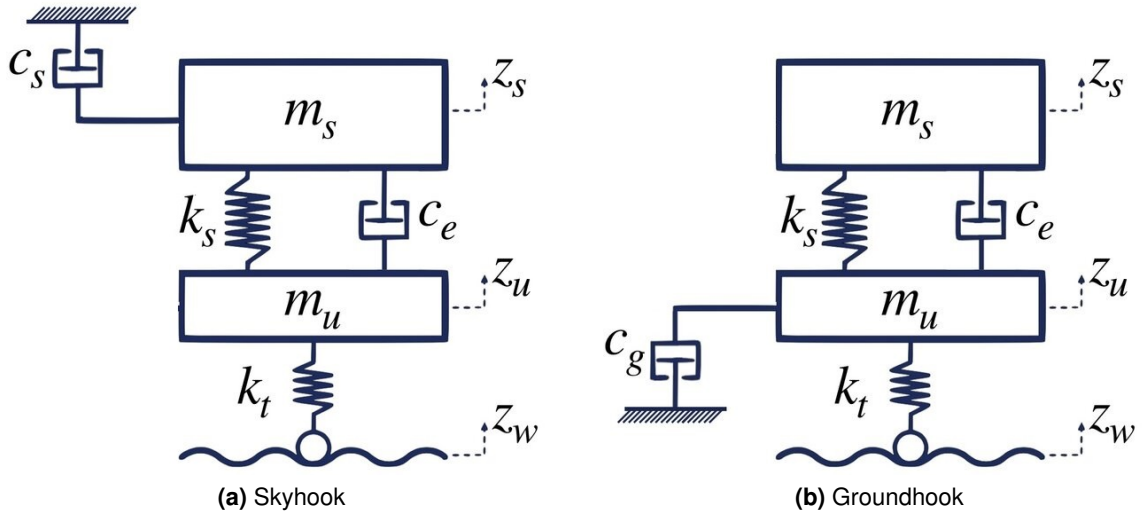 c_s
m_s
z_s
k_s
c_e
m_u
z_u
k_t
z_w
(a) Skyhook
m_s
z_s
k_s
c_e
m_u
z_u
c_g
k_t
z_w
(b) Groundhook